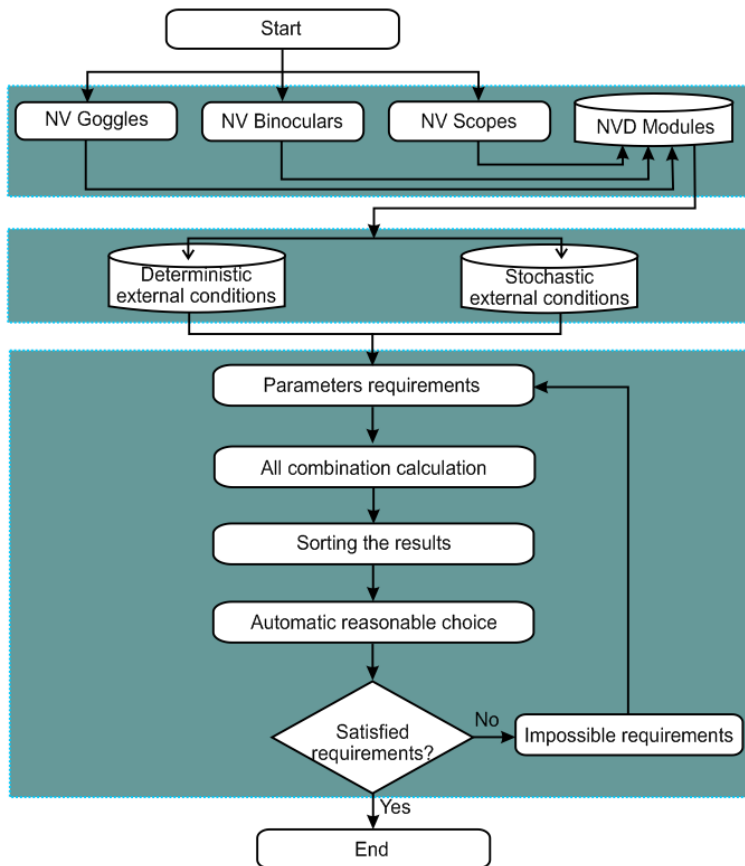 Start
NV Goggles
NV Binoculars
NV Scopes
NVD Modules
Deterministic
external conditions
Stochastic
external conditions
Parameters requirements
All combination calculation
Sorting the results
Automatic reasonable choice
Satisfied
requirements?
No
Impossible requirements
Yes
End